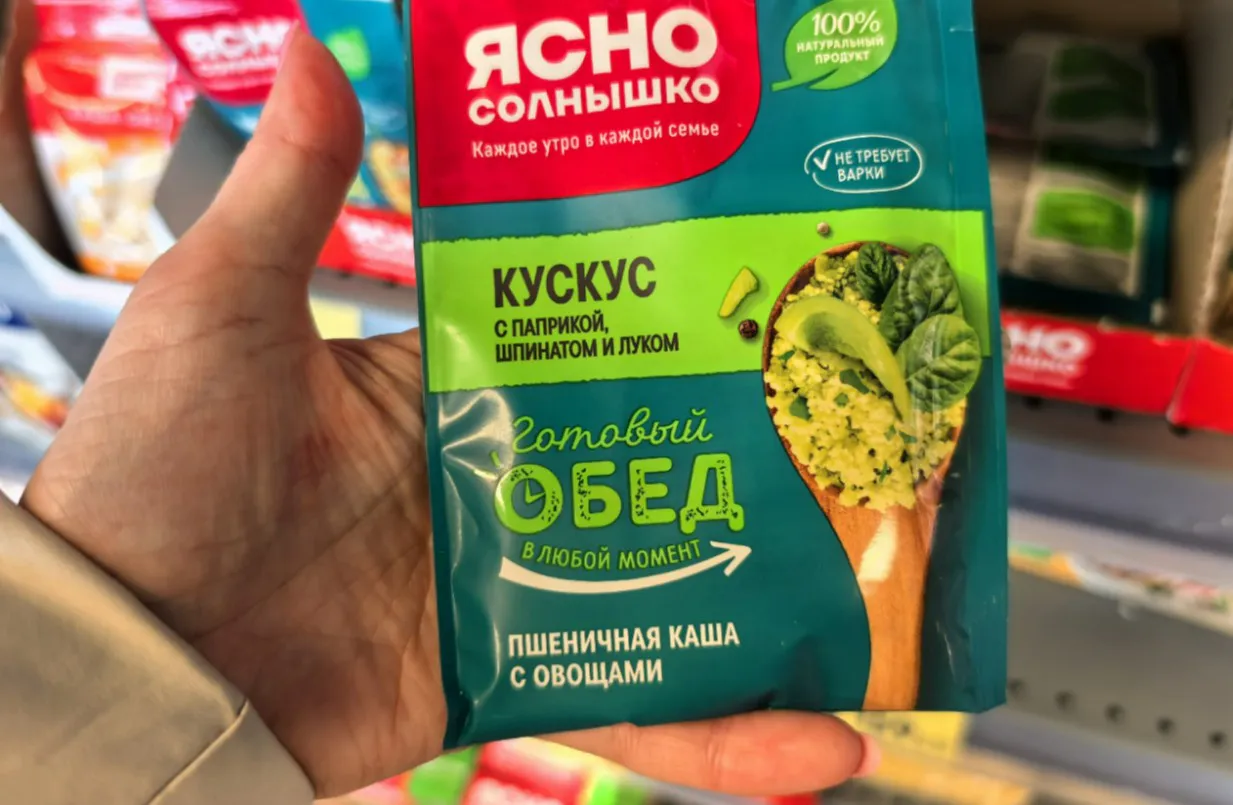 ЯСНО
СОЛНЫШКО
Каждое утро в каждой семье
100%
НАТУРАЛЬНЫЙ
ПРОДУКТ
НЕ ТРЕБУЕТ
ВАРКИ
КУСКУС
С ПАПРИКОЙ,
ШПИНАТОМ И ЛУКОМ
Готовый
ОБЕД
В ЛЮБОЙ МОМЕНТ
ПШЕНИЧНАЯ КАША
С ОВОЩАМИ
ЯСНО